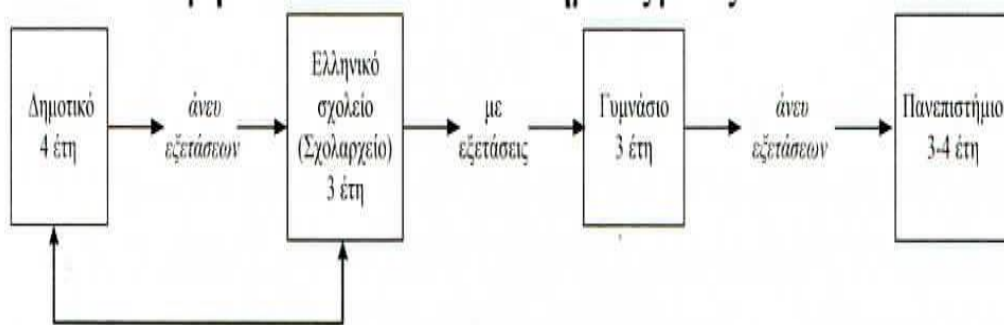 Δημοτικό
4 έτη
άνευ
εξετάσεων
Ελληνικό
σχολείο
(Σχολαρχείο)
3 έτη
με
εξετάσεις
Γυμνάσιο
3 έτη
άνευ
εξετάσεων
Πανεπιστήμιο
3-4 έτη